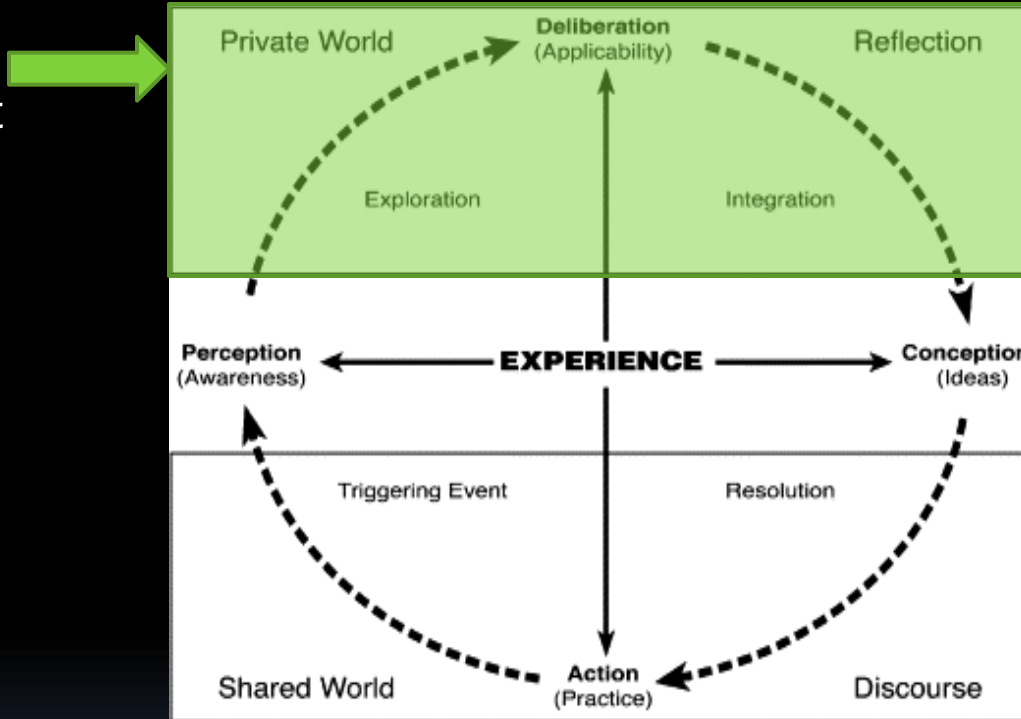 Private World
Deliberation
(Applicability)
Reflection
Exploration
Integration
Perception
(Awareness)
EXPERIENCE
Conception
(Ideas)
Triggering Event
Resolution
Shared World
Action
(Practice)
Discourse